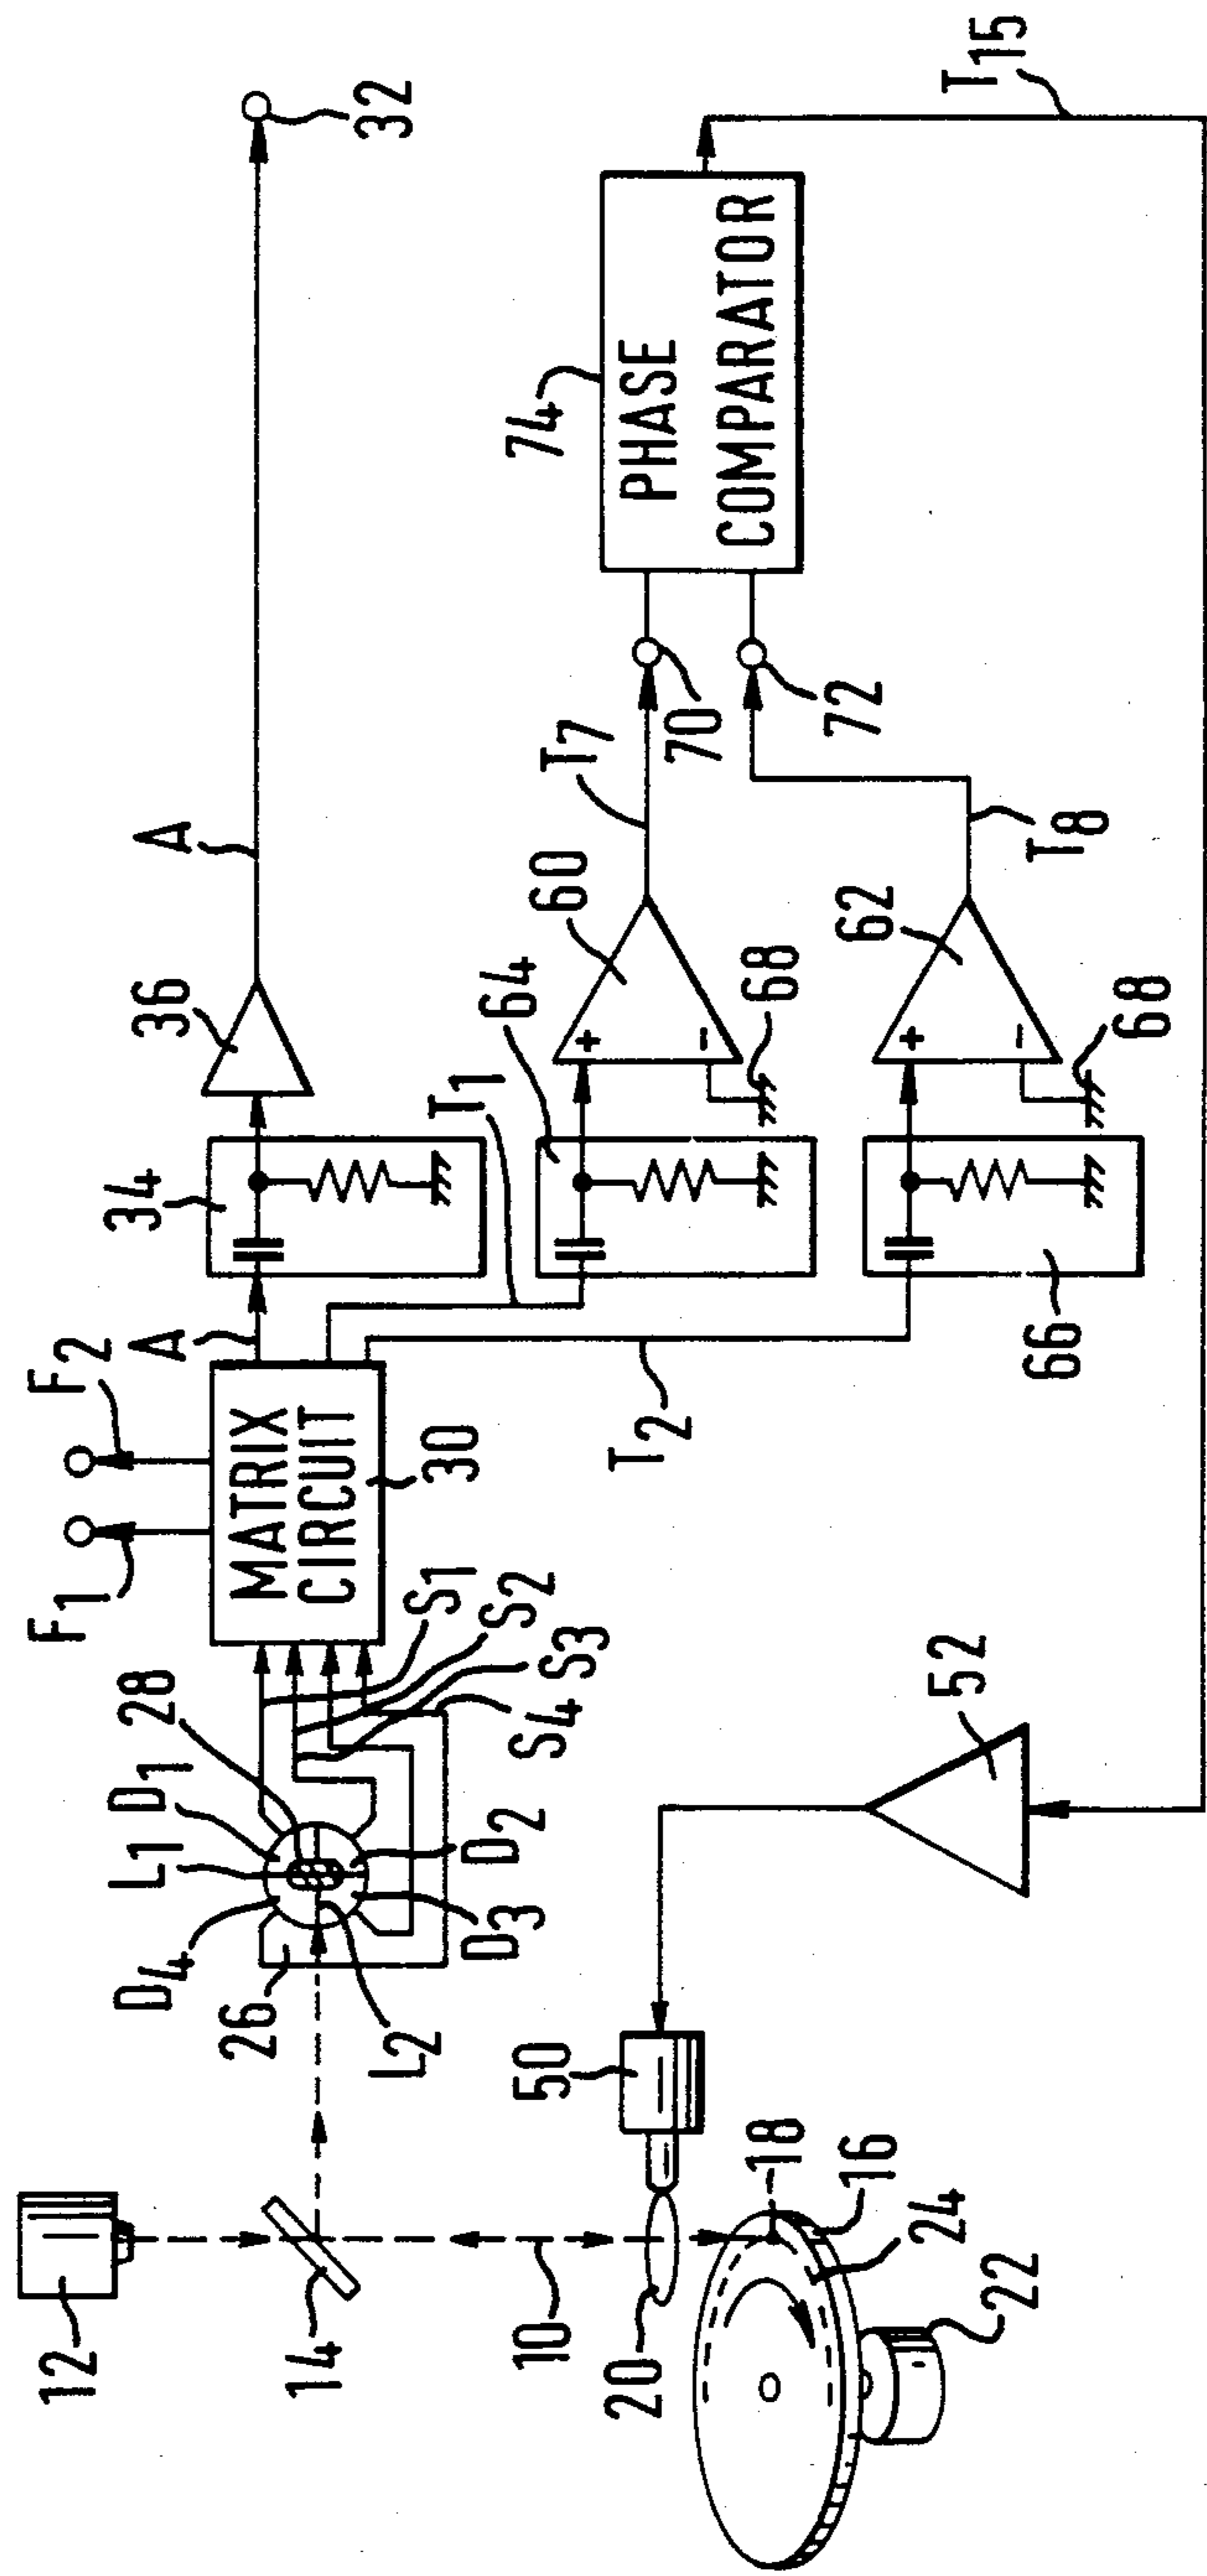 12
14
10
20
18
16
24
22
50
52
26
D4
L1
D1
28
L2
D3
D2
S1
S2
S3
S4
F1
F2
MATRIX
CIRCUIT
30
A
34
36
A
32
T1
T2
64
60
+
−
68
T7
70
66
62
+
−
68
T8
72
74
PHASE
COMPARATOR
T15